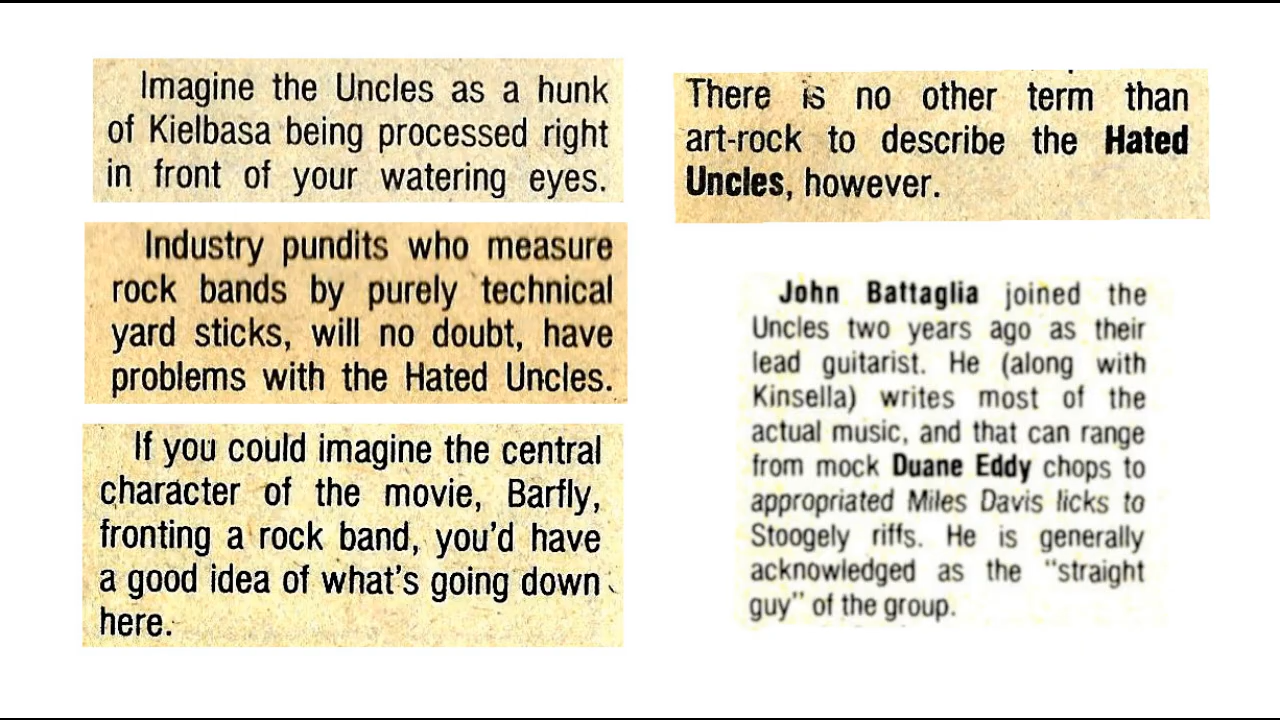 Imagine the Uncles as a hunk
of Kielbasa being processed right
in front of your watering eyes.
Industry pundits who measure
rock bands by purely technical
yard sticks, will no doubt, have
problems with the Hated Uncles.
If you could imagine the central
character of the movie, Barfly,
fronting a rock band, you'd have
a good idea of what's going down
here.
There is no other term than
art-rock to describe the Hated
Uncles, however.
John Battaglia joined the
Uncles two years ago as their
lead guitarist. He (along with
Kinsella) writes most of the
actual music, and that can range
from mock Duane Eddy chops to
appropriated Miles Davis licks to
Stoogely riffs. He is generally
acknowledged as the "straight
guy" of the group.